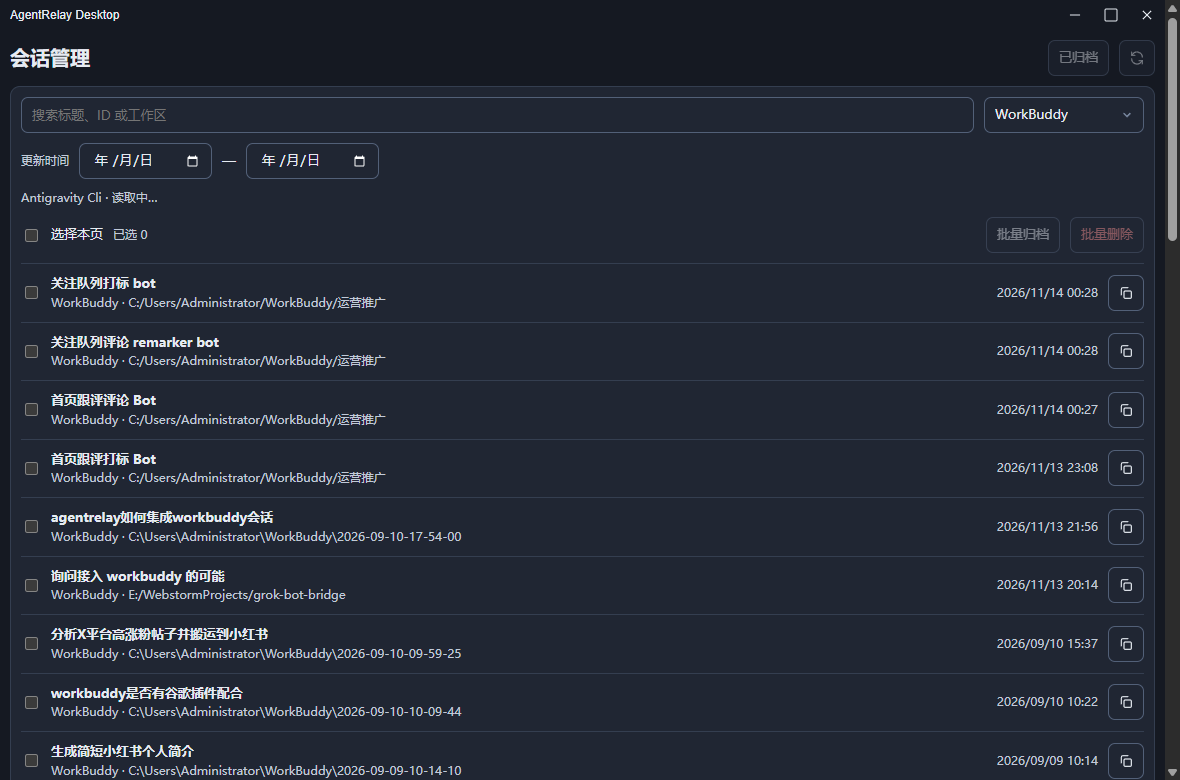 AgentRelay Desktop
会话管理
已归档
搜索标题、ID 或工作区
WorkBuddy
更新时间 年 /月/日 — 年 /月/日
Antigravity Cli · 读取中...
选择本页 已选 0
批量归档 批量删除
关注队列打标 bot
WorkBuddy · C:/Users/Administrator/WorkBuddy/运营推广
2026/11/14 00:28
关注队列评论 remarker bot
WorkBuddy · C:/Users/Administrator/WorkBuddy/运营推广
2026/11/14 00:28
首页跟评评论 Bot
WorkBuddy · C:/Users/Administrator/WorkBuddy/运营推广
2026/11/14 00:27
首页跟评打标 Bot
WorkBuddy · C:/Users/Administrator/WorkBuddy/运营推广
2026/11/13 23:08
agentrelay如何集成workbuddy会话
WorkBuddy · C:\Users\Administrator\WorkBuddy\2026-09-10-17-54-00
2026/11/13 21:56
询问接入 workbuddy 的可能
WorkBuddy · E:/WebstormProjects/grok-bot-bridge
2026/11/13 20:14
分析X平台高涨粉帖子并搬运到小红书
WorkBuddy · C:\Users\Administrator\WorkBuddy\2026-09-10-09-59-25
2026/09/10 15:37
workbuddy是否有谷歌插件配合
WorkBuddy · C:\Users\Administrator\WorkBuddy\2026-09-10-10-09-44
2026/09/10 10:22
生成简短小红书个人简介
WorkBuddy · C:\Users\Administrator\WorkBuddy\2026-09-09-10-14-10
2026/09/09 10:14